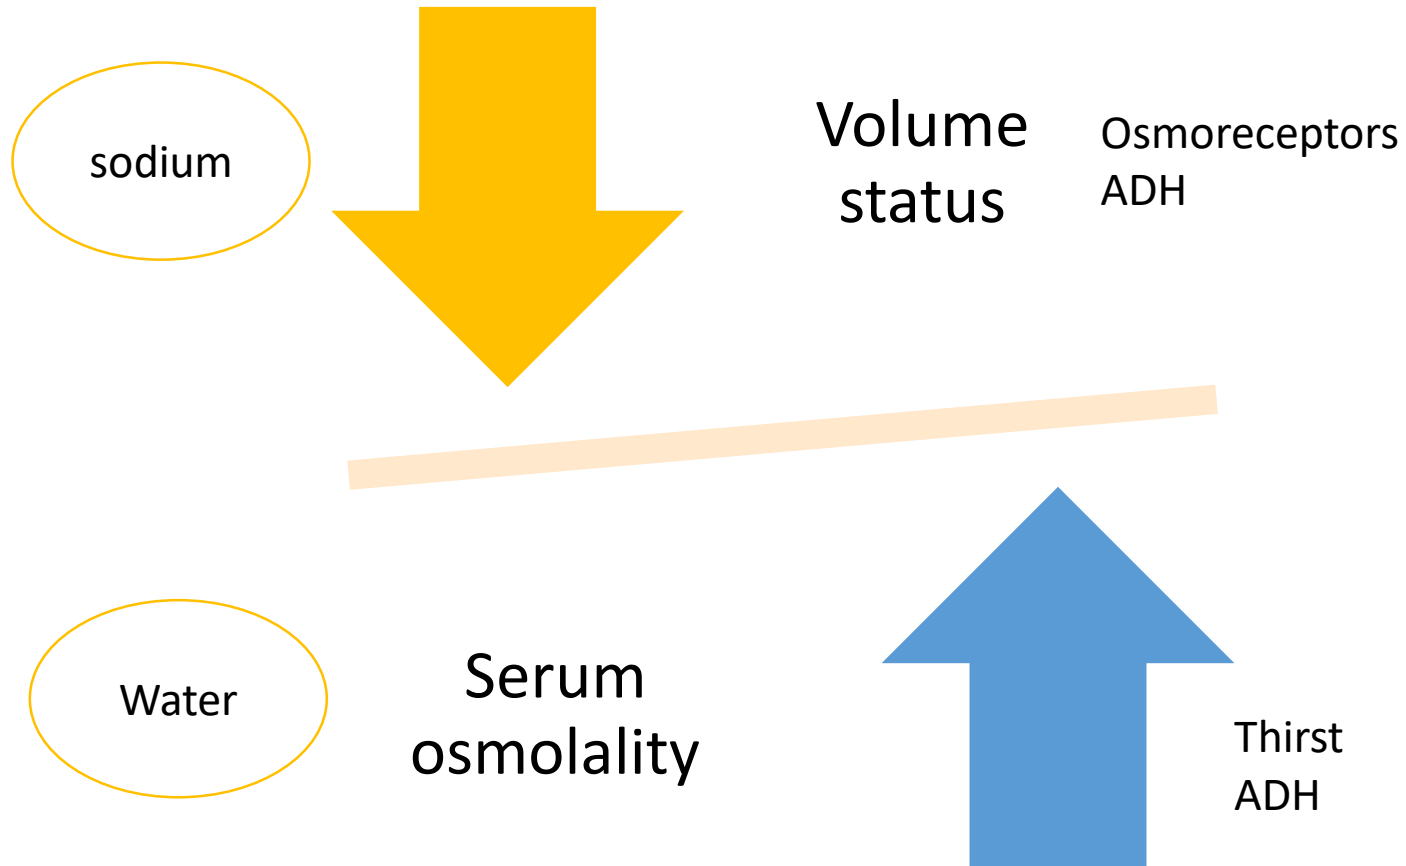 sodium
Volume
status
Osmoreceptors
ADH
Water
Serum
osmolality
Thirst
ADH